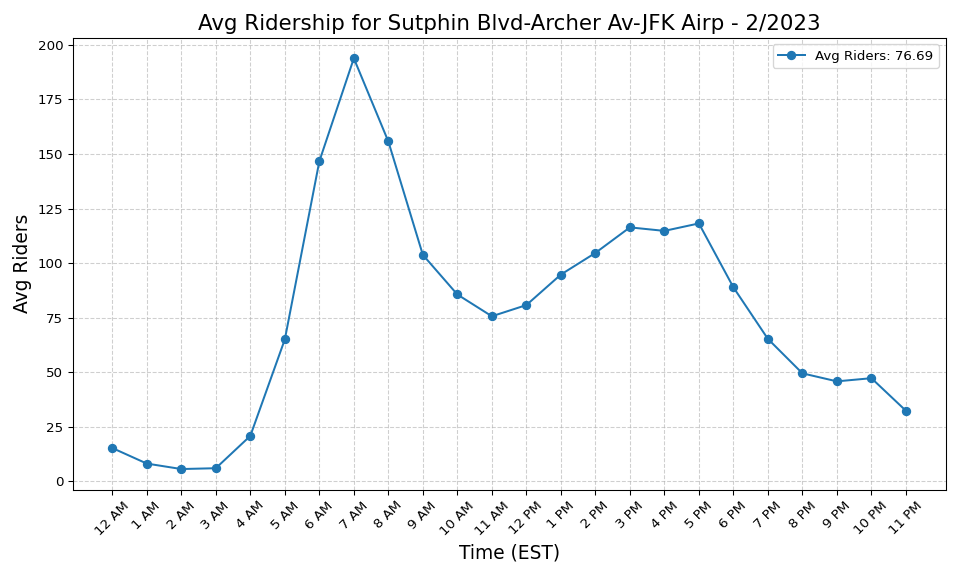 Avg Ridership for Sutphin Blvd-Archer Av-JFK Airp - 2/2023
Avg Riders: 76.69
Avg Riders
200
175
150
125
100
75
50
25
0
12 AM
1 AM
2 AM
3 AM
4 AM
5 AM
6 AM
7 AM
8 AM
9 AM
10 AM
11 AM
12 PM
1 PM
2 PM
3 PM
4 PM
5 PM
6 PM
7 PM
8 PM
9 PM
10 PM
11 PM
Time (EST)